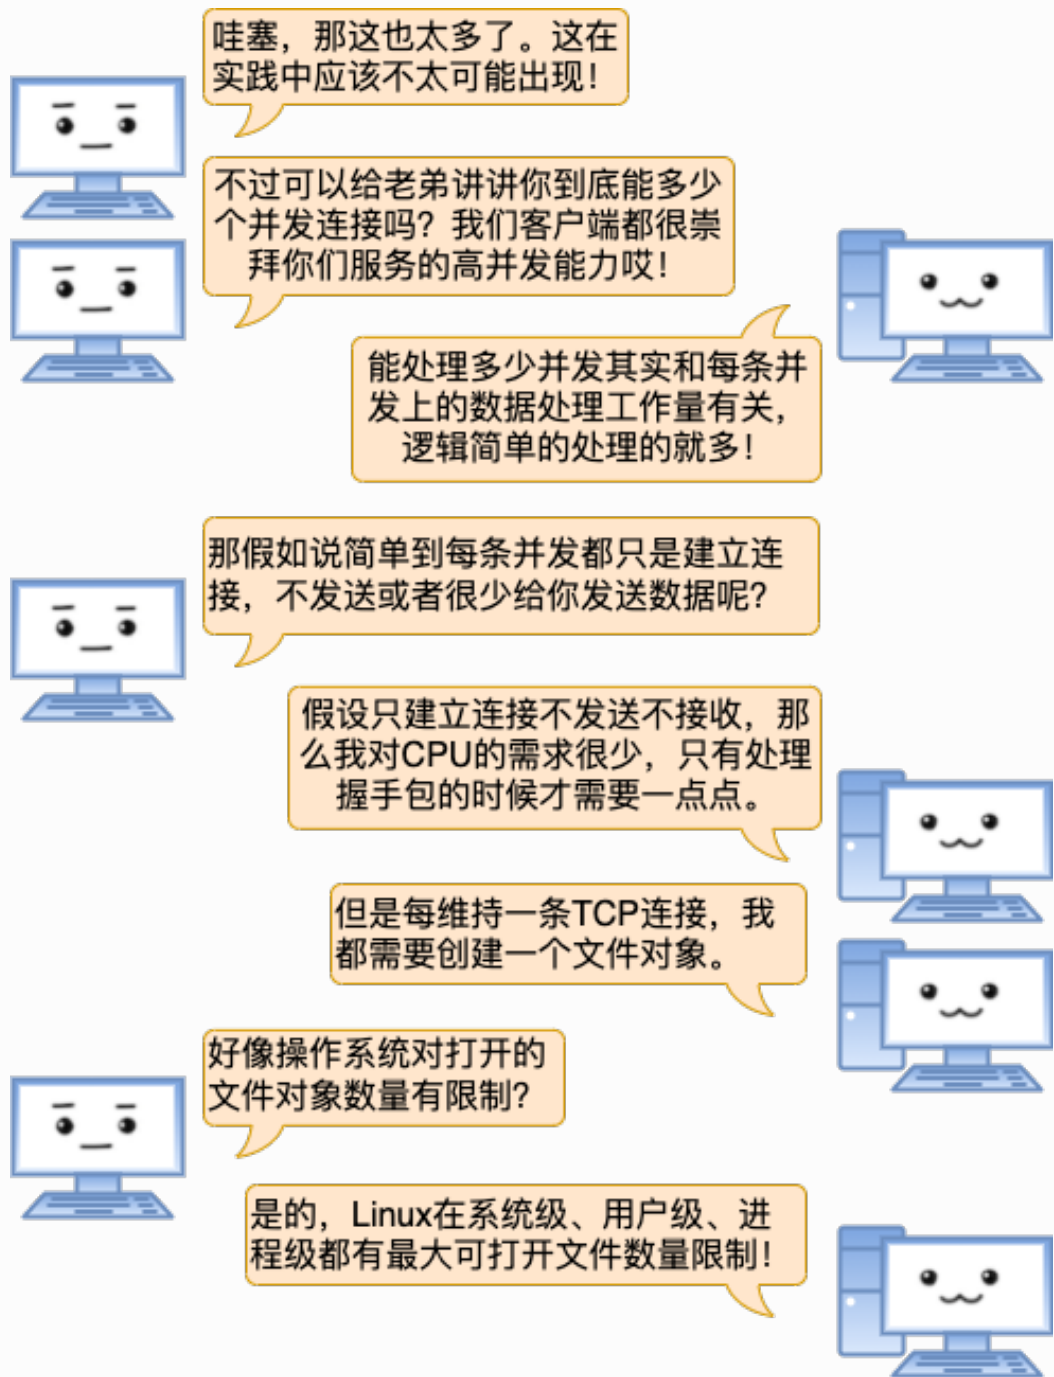 哇塞，那这也太多了。这在
实践中应该不太可能出现！
不过可以给老弟讲讲你到底能多少
个并发连接吗？我们客户端都很崇
拜你们服务的高并发能力哎！
能处理多少并发其实和每条并
发上的数据处理工作量有关，
逻辑简单的处理的就多！
那假如说简单到每条并发都只是建立连
接，不发送或者很少给你发送数据呢？
假设只建立连接不发送不接收，那
么我对CPU的需求很少，只有处理
握手包的时候才需要一点点。
但是每维持一条TCP连接，我
都需要创建一个文件对象。
好像操作系统对打开的
文件对象数量有限制？
是的，Linux在系统级、用户级、进
程级都有最大可打开文件数量限制！